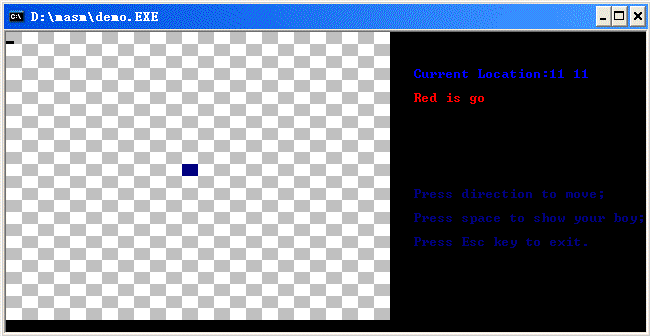 D:\masm\demo.EXE
Current Location:11 11
Red is go
Press direction to move;
Press space to show your boy;
Press Esc key to exit.